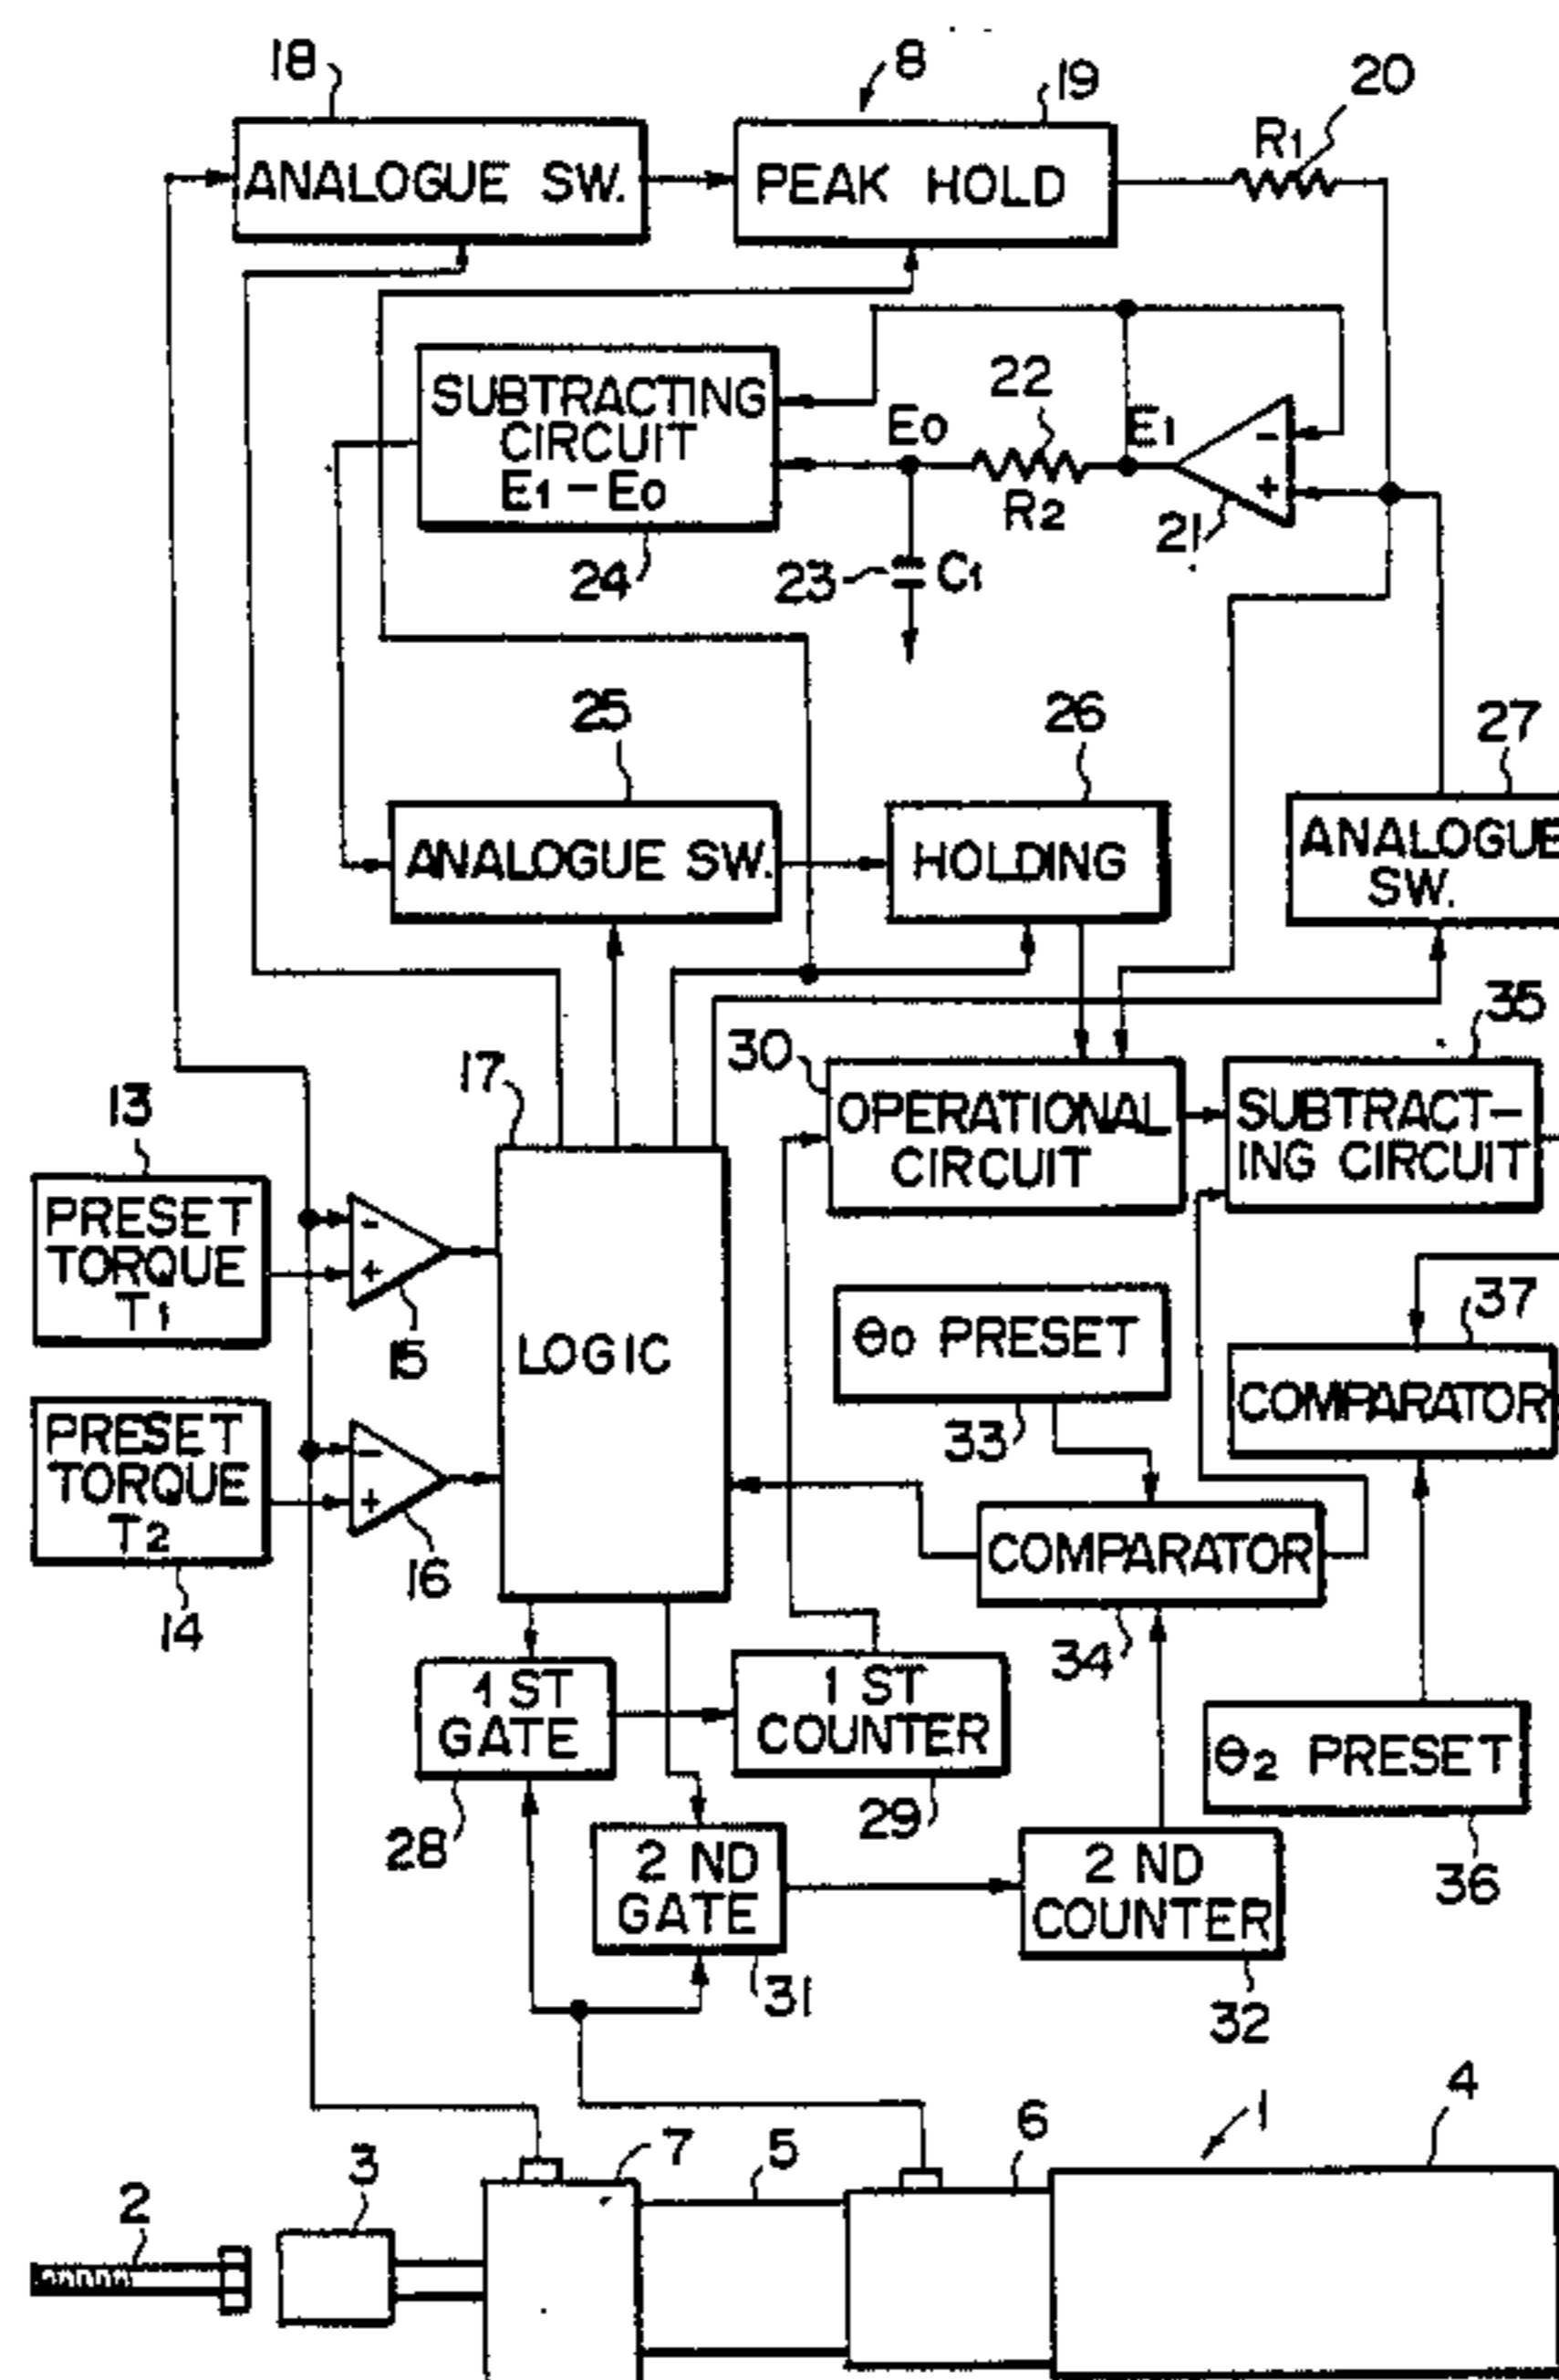 18
8
19
20
R1
ANALOGUE SW.
PEAK HOLD
SUBTRACTING
CIRCUIT
E1-E0
24
E0
22
R2
E1
-
+
21
23
C1
25
26
27
ANALOGUE SW.
HOLDING
ANALOGUE
SW.
17
30
35
OPERATIONAL
CIRCUIT
SUBTRACT-
ING CIRCUIT
13
PRESET
TORQUE
T1
-
+
15
LOGIC
θ0 PRESET
33
37
COMPARATOR
PRESET
TORQUE
T2
14
-
+
16
COMPARATOR
34
1 ST
GATE
28
1 ST
COUNTER
29
θ2 PRESET
36
2 ND
GATE
31
2 ND
COUNTER
32
1
4
6
5
7
3
2